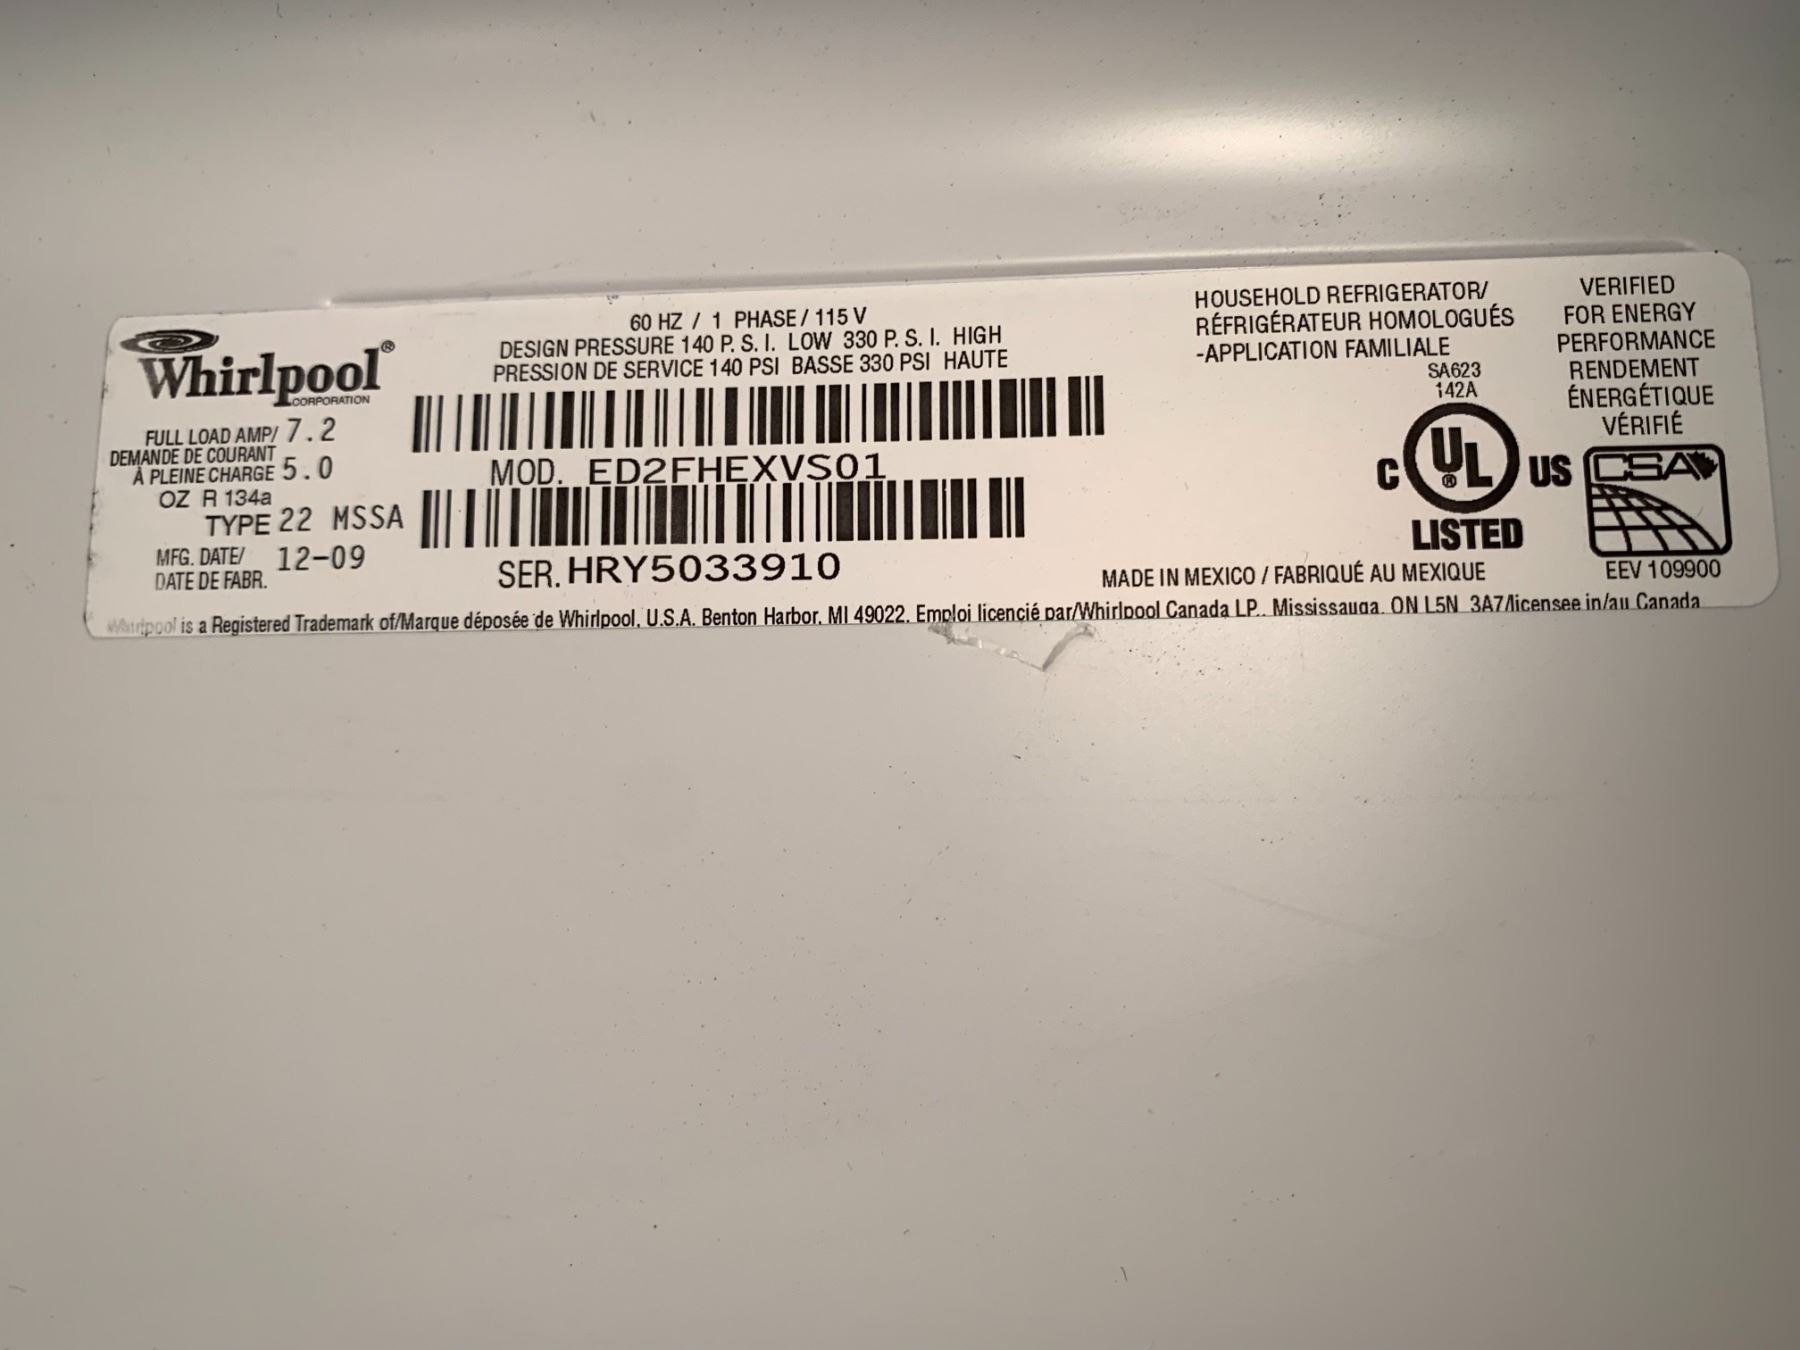 Whirlpool®
CORPORATION
FULL LOAD AMP/ 7.2
DEMANDE DE COURANT
À PLEINE CHARGE 5.0
OZ R 134a
TYPE 22 MSSA
MFG. DATE/ 12-09
DATE DE FABR.
60 HZ / 1 PHASE / 115 V
DESIGN PRESSURE 140 P. S. I. LOW 330 P. S. I. HIGH
PRESSION DE SERVICE 140 PSI BASSE 330 PSI HAUTE
MOD. ED2FHEXVS01
SER. HRY5033910
HOUSEHOLD REFRIGERATOR/
RÉFRIGÉRATEUR HOMOLOGUÉS
-APPLICATION FAMILIALE
SA623
142A
C UL® US
LISTED
MADE IN MEXICO / FABRIQUÉ AU MEXIQUE
VERIFIED
FOR ENERGY
PERFORMANCE
RENDEMENT
ÉNERGÉTIQUE
VÉRIFIÉ
CSA
EEV 109900
Whirlpool is a Registered Trademark of/Marque déposée de Whirlpool, U.S.A. Benton Harbor, MI 49022. Emploi licencié par/Whirlpool Canada LP., Mississauga, ON L5N 3A7/licensee in/au Canada